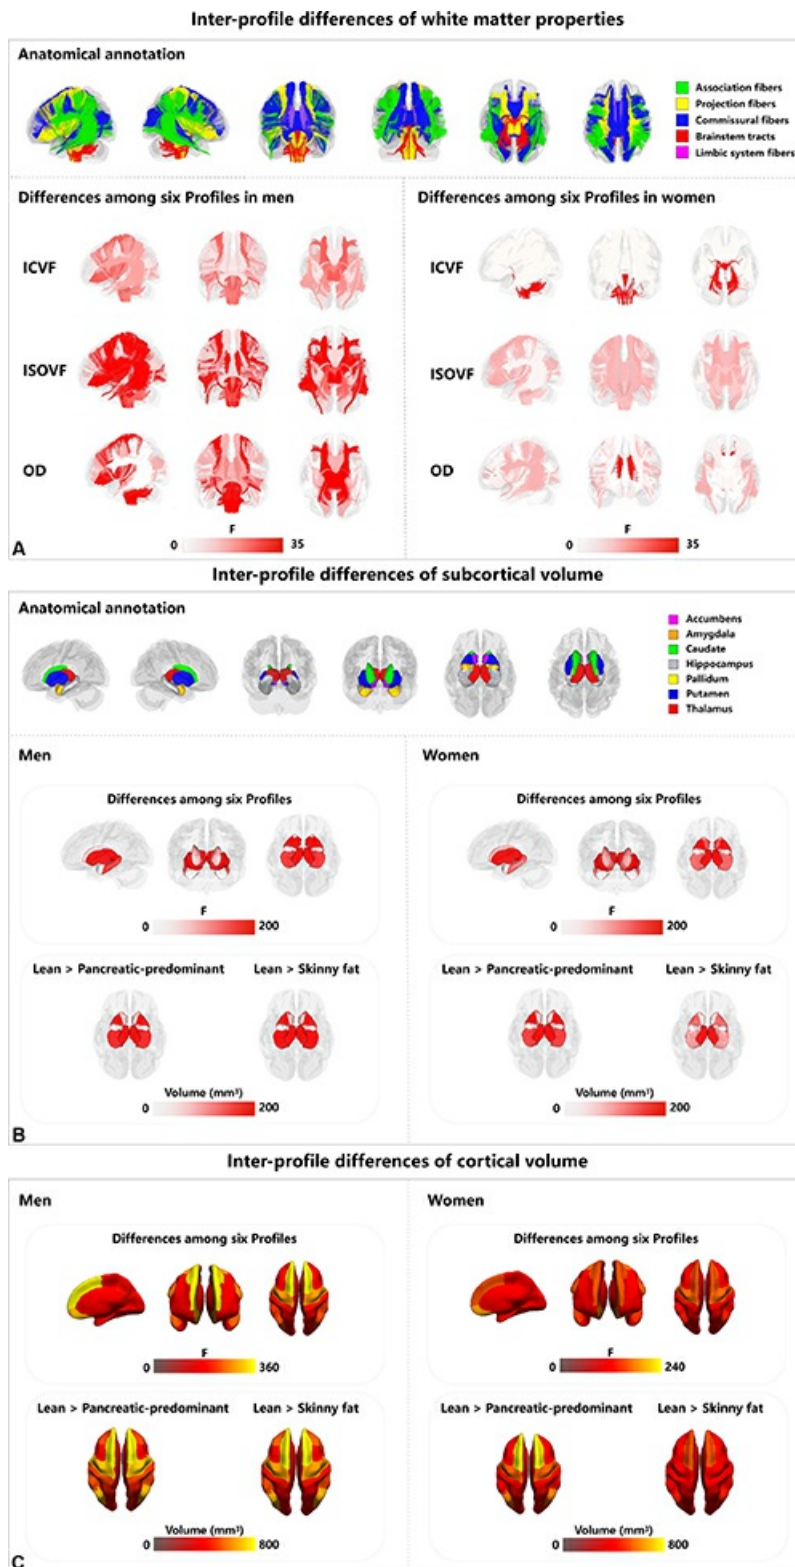 Inter-profile differences of white matter properties
Anatomical annotation
Association fibers
Projection fibers
Commissural fibers
Brainstem tracts
Limbic system fibers
Differences among six Profiles in men
ICVF
ISOVF
OD
F
0 35
Differences among six Profiles in women
ICVF
ISOVF
OD
F
0 35
A
Inter-profile differences of subcortical volume
Anatomical annotation
Accumbens
Amygdala
Caudate
Hippocampus
Pallidum
Putamen
Thalamus
Men
Differences among six Profiles
F
0 200
Lean > Pancreatic-predominant Lean > Skinny fat
Volume (mm³)
0 200
Women
Differences among six Profiles
F
0 200
Lean > Pancreatic-predominant Lean > Skinny fat
Volume (mm³)
0 200
B
Inter-profile differences of cortical volume
Men
Differences among six Profiles
F
0 360
Lean > Pancreatic-predominant Lean > Skinny fat
Volume (mm³)
0 800
Women
Differences among six Profiles
F
0 240
Lean > Pancreatic-predominant Lean > Skinny fat
Volume (mm³)
0 800
C